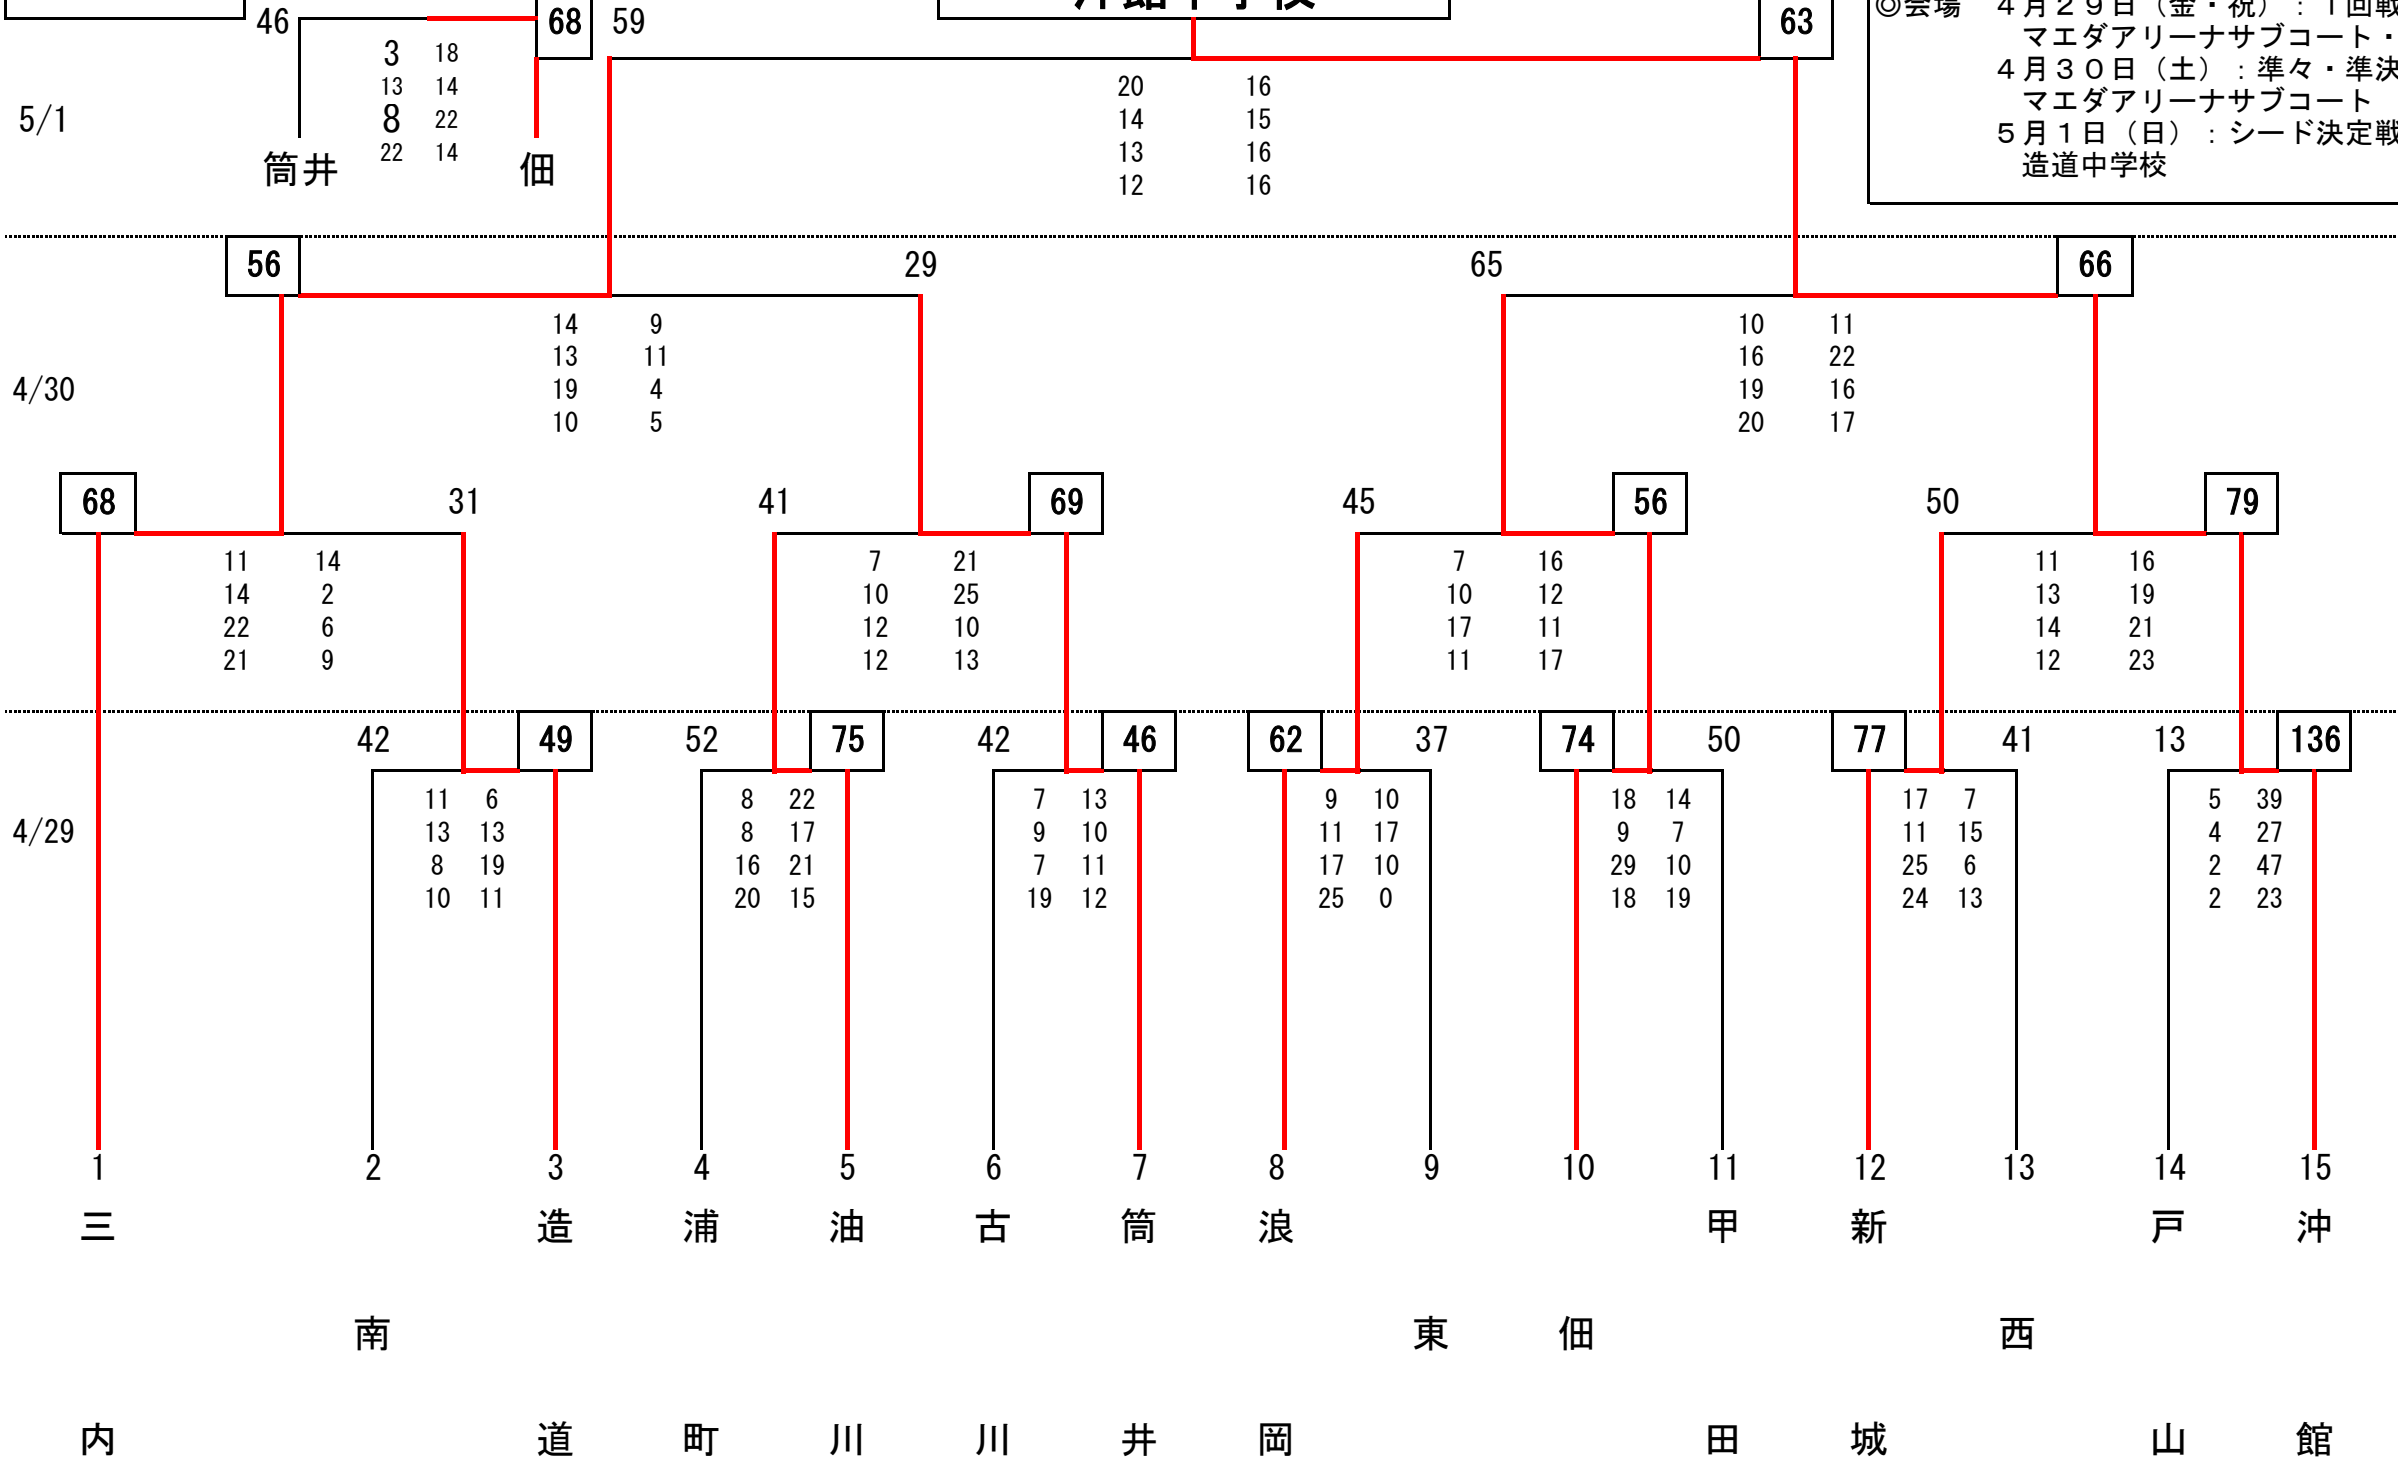 46
68
59
63
◎会場　４月２９日（金・祝）：１回戦
マエダアリーナサブコート・
４月３０日（土）：準々・準決
マエダアリーナサブコート
５月１日（日）：シード決定戦
造道中学校
3 18
13 14
8 22
22 14
5/1
筒井 佃
20 16
14 15
13 16
12 16
56 29 65 66
14 9 10 11
13 11 16 22
19 4 19 16
10 5 20 17
4/30
68 31 41 69 45 56 50 79
11 14 7 21 7 16 11 16
14 2 10 25 10 12 13 19
22 6 12 10 17 11 14 21
21 9 12 13 11 17 12 23
42 49 52 75 42 46 62 37 74 50 77 41 13 136
11 6 8 22 7 13 9 10 18 14 17 7 5 39
4/29
13 13 8 17 9 10 11 17 9 7 11 15 4 27
8 19 16 21 7 11 17 10 29 10 25 6 2 47
10 11 20 15 19 12 25 0 18 19 24 13 2 23
1 2 3 4 5 6 7 8 9 10 11 12 13 14 15
三内
南
造道
浦町
油川
古川
筒井
浪岡
東
佃
甲田
新城
西
戸山
沖館